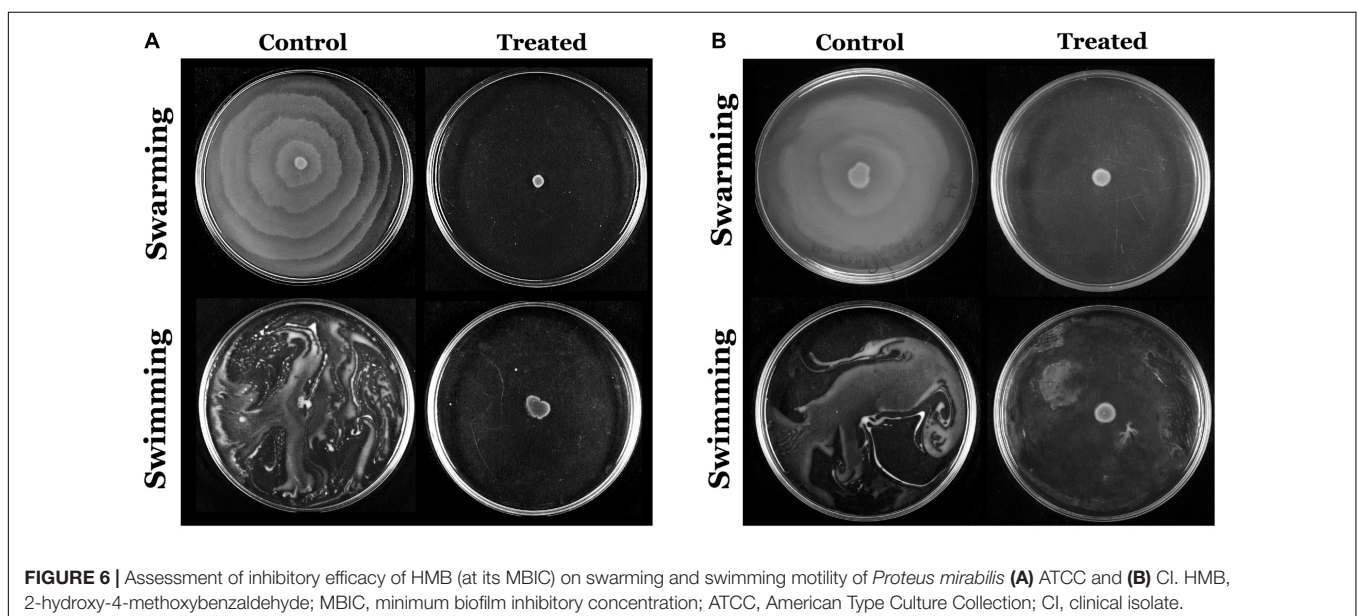 A
Control
Treated
B
Control
Treated
Swarming
Swimming
Swarming
Swimming
FIGURE 6 | Assessment of inhibitory efficacy of HMB (at its MBIC) on swarming and swimming motility of Proteus mirabilis (A) ATCC and (B) CI. HMB,
2-hydroxy-4-methoxybenzaldehyde; MBIC, minimum biofilm inhibitory concentration; ATCC, American Type Culture Collection; CI, clinical isolate.